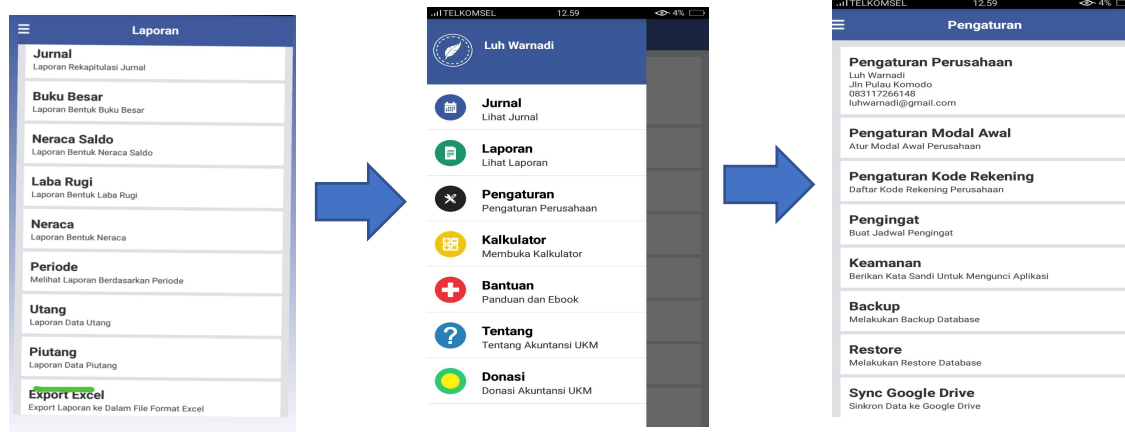 Laporan
Jurnal
Laporan Rekapitulasi Jurnal
Buku Besar
Laporan Bentuk Buku Besar
Neraca Saldo
Laporan Bentuk Neraca Saldo
Laba Rugi
Laporan Bentuk Laba Rugi
Neraca
Laporan Bentuk Neraca
Periode
Melihat Laporan Berdasarkan Periode
Utang
Laporan Data Utang
Piutang
Laporan Data Piutang
Export Excel
Export Laporan ke Dalam File Format Excel
TELKOMSEL 12.59 4%
Luh Warnadi
Jurnal
Lihat Jurnal
Laporan
Lihat Laporan
Pengaturan
Pengaturan Perusahaan
Kalkulator
Membuka Kalkulator
Bantuan
Panduan dan Ebook
Tentang
Tentang Akuntansi UKM
Donasi
Donasi Akuntansi UKM
TELKOMSEL 12.59 4%
Pengaturan
Pengaturan Perusahaan
Luh Warnadi
Jln Pulau Komodo
083117266148
luhwarnadi@gmail.com
Pengaturan Modal Awal
Atur Modal Awal Perusahaan
Pengaturan Kode Rekening
Daftar Kode Rekening Perusahaan
Pengingat
Buat Jadwal Pengingat
Keamanan
Berikan Kata Sandi Untuk Mengunci Aplikasi
Backup
Melakukan Backup Database
Restore
Melakukan Restore Database
Sync Google Drive
Sinkron Data ke Google Drive